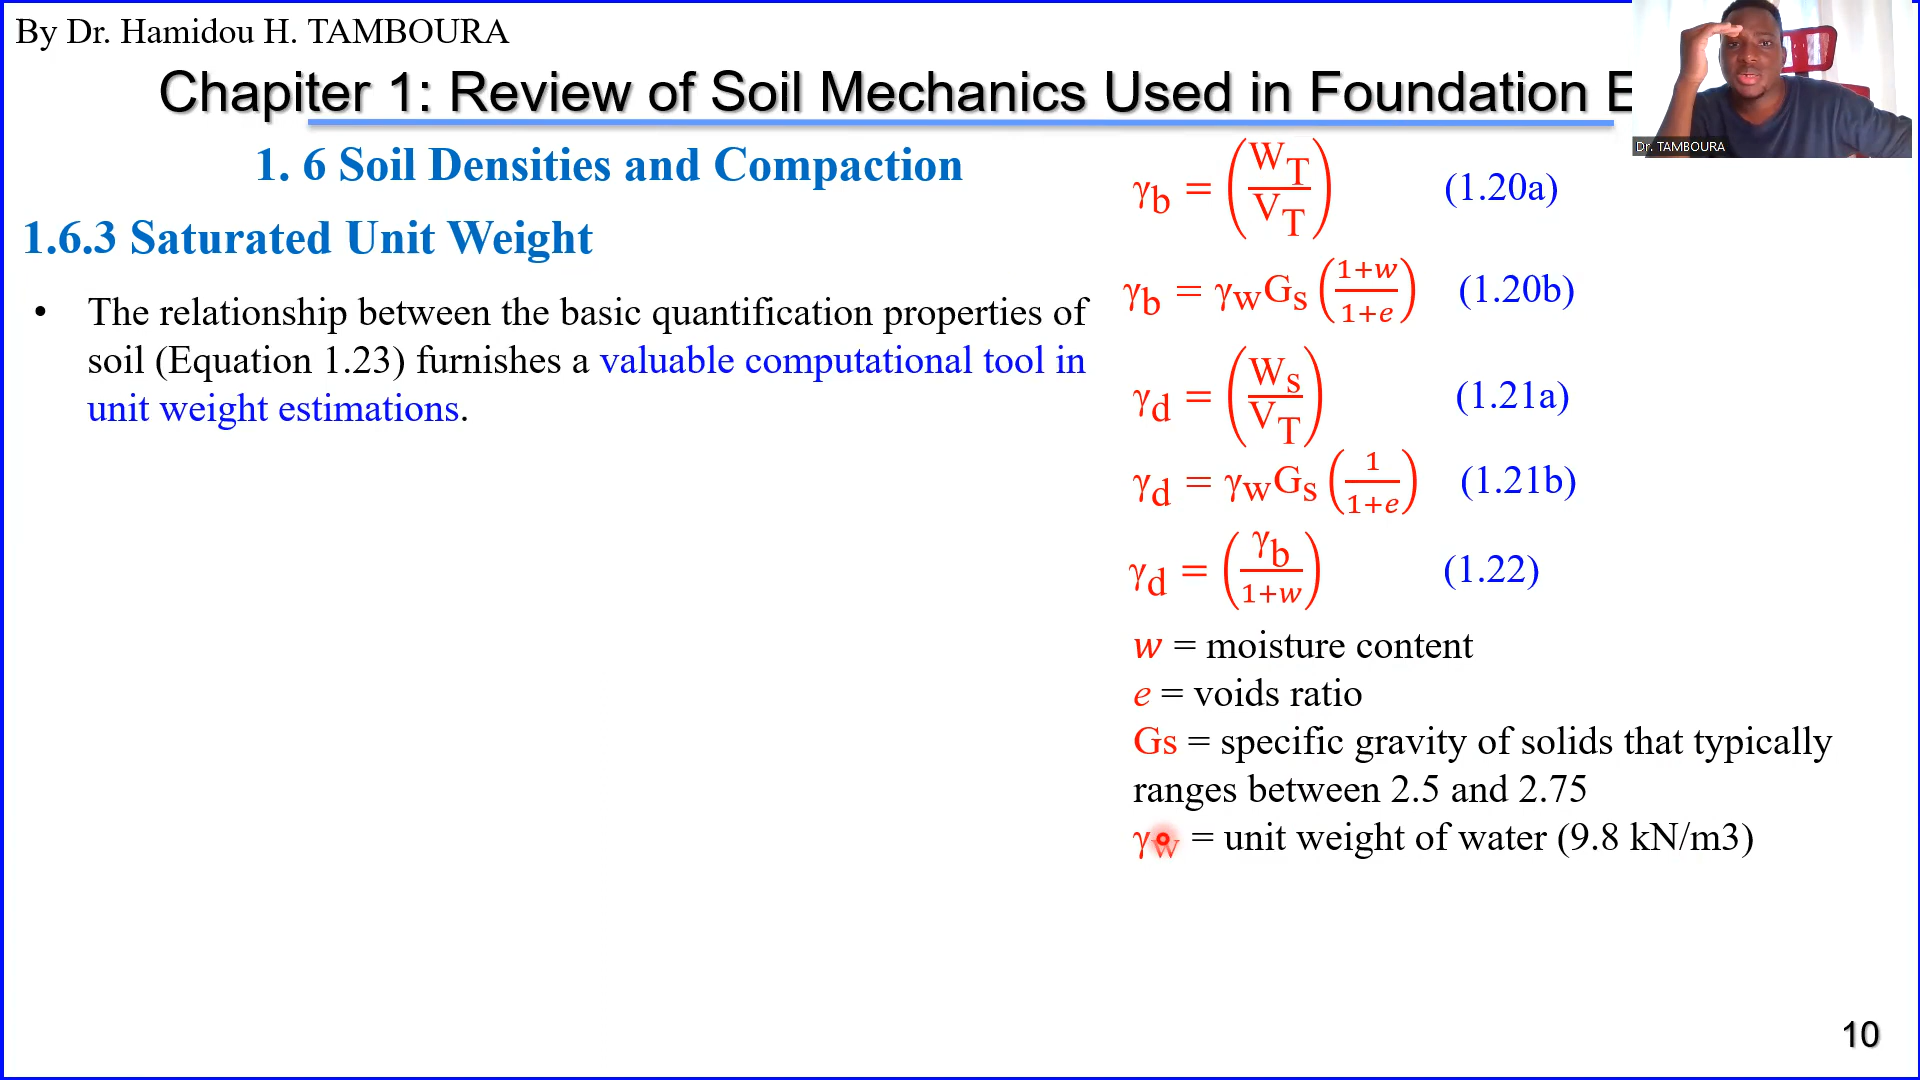 By Dr. Hamidou H. TAMBOURA
Chapiter 1: Review of Soil Mechanics Used in Foundation E
Dr. TAMBOURA
1. 6 Soil Densities and Compaction
1.6.3 Saturated Unit Weight
• The relationship between the basic quantification properties of
soil (Equation 1.23) furnishes a valuable computational tool in
unit weight estimations.
γb = (WT/VT) (1.20a)
γb = γwGs (1+w/1+e) (1.20b)
γd = (Ws/VT) (1.21a)
γd = γwGs (1/1+e) (1.21b)
γd = (γb/1+w) (1.22)
w = moisture content
e = voids ratio
Gs = specific gravity of solids that typically
ranges between 2.5 and 2.75
γw = unit weight of water (9.8 kN/m3)
10